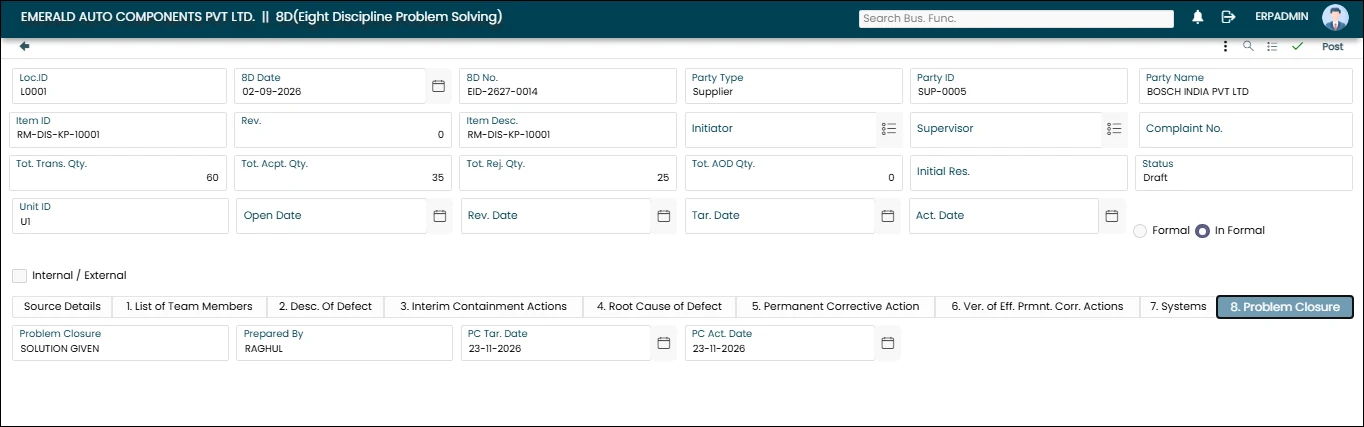 EMERALD AUTO COMPONENTS PVT LTD. || 8D(Eight Discipline Problem Solving)
Search Bus. Func.
ERPADMIN
Post
Loc.ID
L0001
8D Date
02-09-2026
8D No.
EID-2627-0014
Party Type
Supplier
Party ID
SUP-0005
Party Name
BOSCH INDIA PVT LTD
Item ID
RM-DIS-KP-10001
Rev.
0
Item Desc.
RM-DIS-KP-10001
Initiator
Supervisor
Complaint No.
Tot. Trans. Qty.
60
Tot. Acpt. Qty.
35
Tot. Rej. Qty.
25
Tot. AOD Qty.
0
Initial Res.
Status
Draft
Unit ID
U1
Open Date
Rev. Date
Tar. Date
Act. Date
Formal
In Formal
Internal / External
Source Details
1. List of Team Members
2. Desc. Of Defect
3. Interim Containment Actions
4. Root Cause of Defect
5. Permanent Corrective Action
6. Ver. of Eff. Prmnt. Corr. Actions
7. Systems
8. Problem Closure
Problem Closure
SOLUTION GIVEN
Prepared By
RAGHUL
PC Tar. Date
23-11-2026
PC Act. Date
23-11-2026